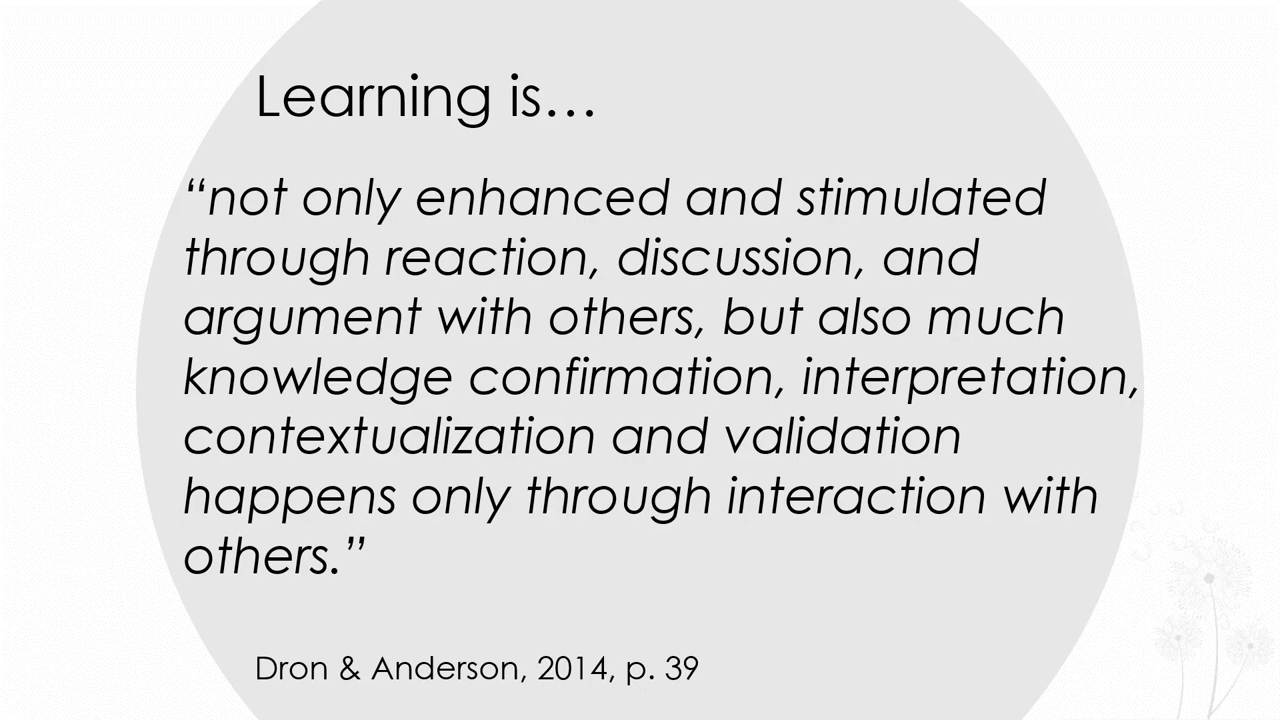 Learning is…
“not only enhanced and stimulated
through reaction, discussion, and
argument with others, but also much
knowledge confirmation, interpretation,
contextualization and validation
happens only through interaction with
others.”
Dron & Anderson, 2014, p. 39